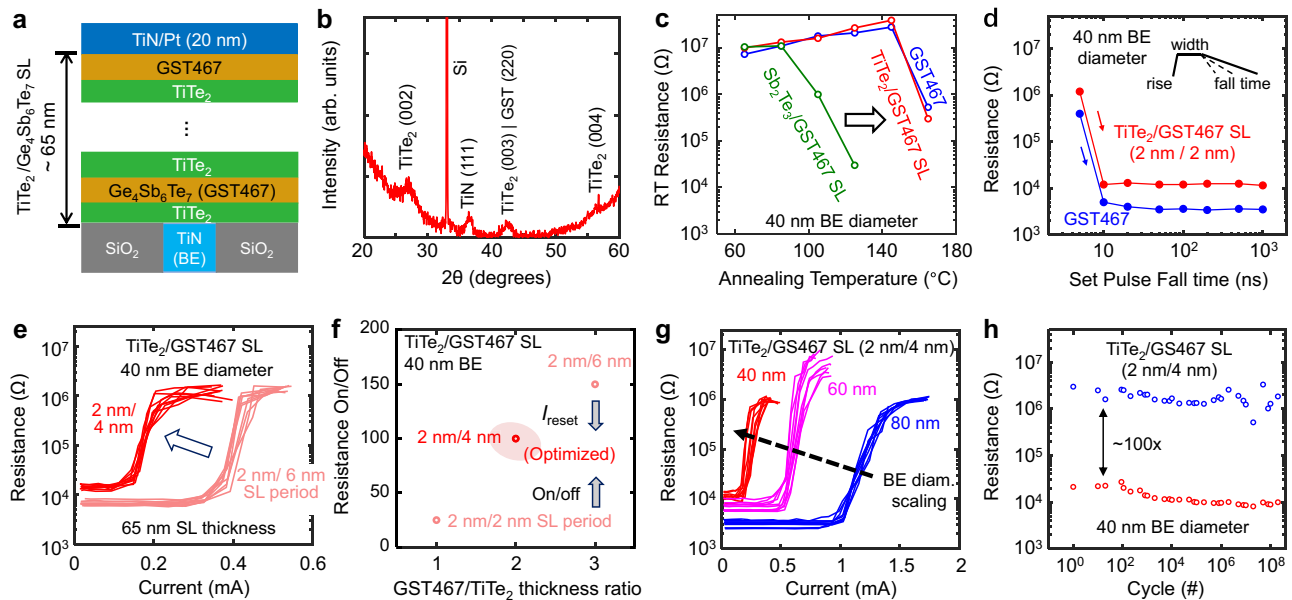 a
TiN/Pt (20 nm)
GST467
TiTe2
...
TiTe2
Ge4Sb6Te7 (GST467)
TiTe2
SiO2
TiN
(BE)
SiO2
TiTe2 /Ge4Sb6Te7 SL
~ 65 nm
b
Intensity (arb. units)
TiTe2 (002)
Si
TiN (111)
TiTe2 (003) | GST (220)
TiTe2 (004)
20 30 40 50 60
2θ (degrees)
c
RT Resistance (Ω)
10^7
10^6
10^5
10^4
10^3
GST467
TiTe2/GST467 SL
Sb2Te3/GST467 SL
40 nm BE diameter
60 100 140 180
Annealing Temperature (°C)
d
Resistance (Ω)
10^7
10^6
10^5
10^4
10^3
40 nm BE
diameter
width
rise
fall time
TiTe2/GST467 SL
(2 nm / 2 nm)
GST467
10 10^2 10^3
Set Pulse Fall time (ns)
e
Resistance (Ω)
10^7
10^6
10^5
10^4
10^3
TiTe2/GST467 SL
40 nm BE diameter
2 nm/
4 nm
2 nm/ 6 nm
SL period
65 nm SL thickness
0 0.2 0.4 0.6
Current (mA)
f
Resistance On/Off
200
150
100
50
0
TiTe2/GST467 SL
40 nm BE
2 nm/6 nm
Ireset
2 nm/4 nm
(Optimized)
On/off
2 nm/2 nm SL period
1 2 3
GST467/TiTe2 thickness ratio
g
Resistance (Ω)
10^7
10^6
10^5
10^4
10^3
TiTe2/GS467 SL (2 nm/4 nm)
40 nm
60 nm
80 nm
BE diam.
scaling
0 0.5 1 1.5 2
Current (mA)
h
Resistance (Ω)
10^7
10^6
10^5
10^4
10^3
TiTe2/GS467 SL
(2 nm/4 nm)
~100x
40 nm BE diameter
10^0 10^2 10^4 10^6 10^8
Cycle (#)